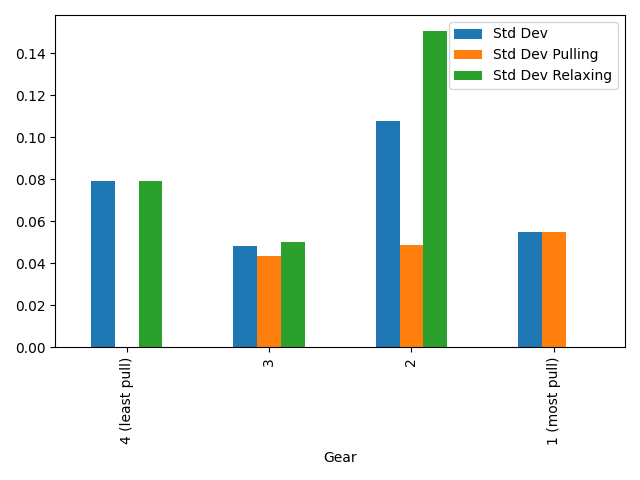 Std Dev
Std Dev Pulling
Std Dev Relaxing
0.14
0.12
0.10
0.08
0.06
0.04
0.02
0.00
4 (least pull)
3
2
1 (most pull)
Gear